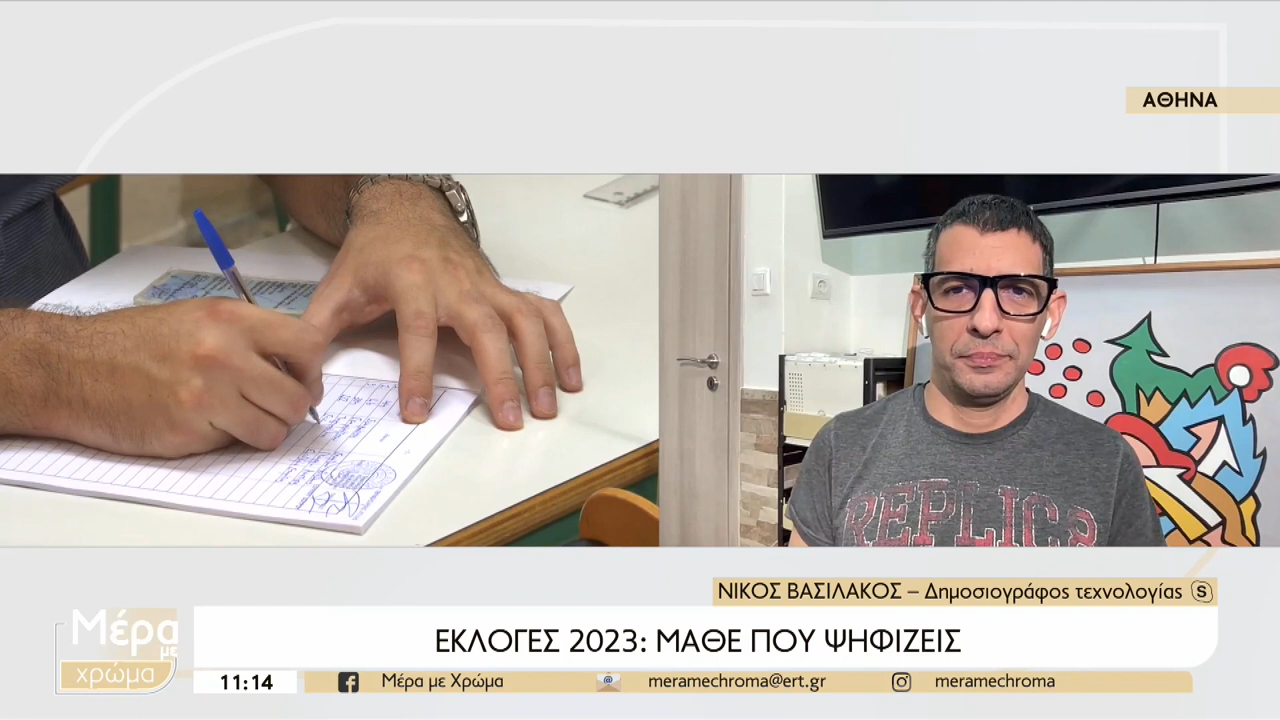 ΑΘΗΝΑ
REPLICA
ΝΙΚΟΣ ΒΑΣΙΛΑΚΟΣ – Δημοσιογράφος τεχνολογίας
Μέρα
με
χρώμα
ΕΚΛΟΓΕΣ 2023: ΜΑΘΕ ΠΟΥ ΨΗΦΙΖΕΙΣ
11:14
Μέρα με Χρώμα
meramechroma@ert.gr
meramechroma